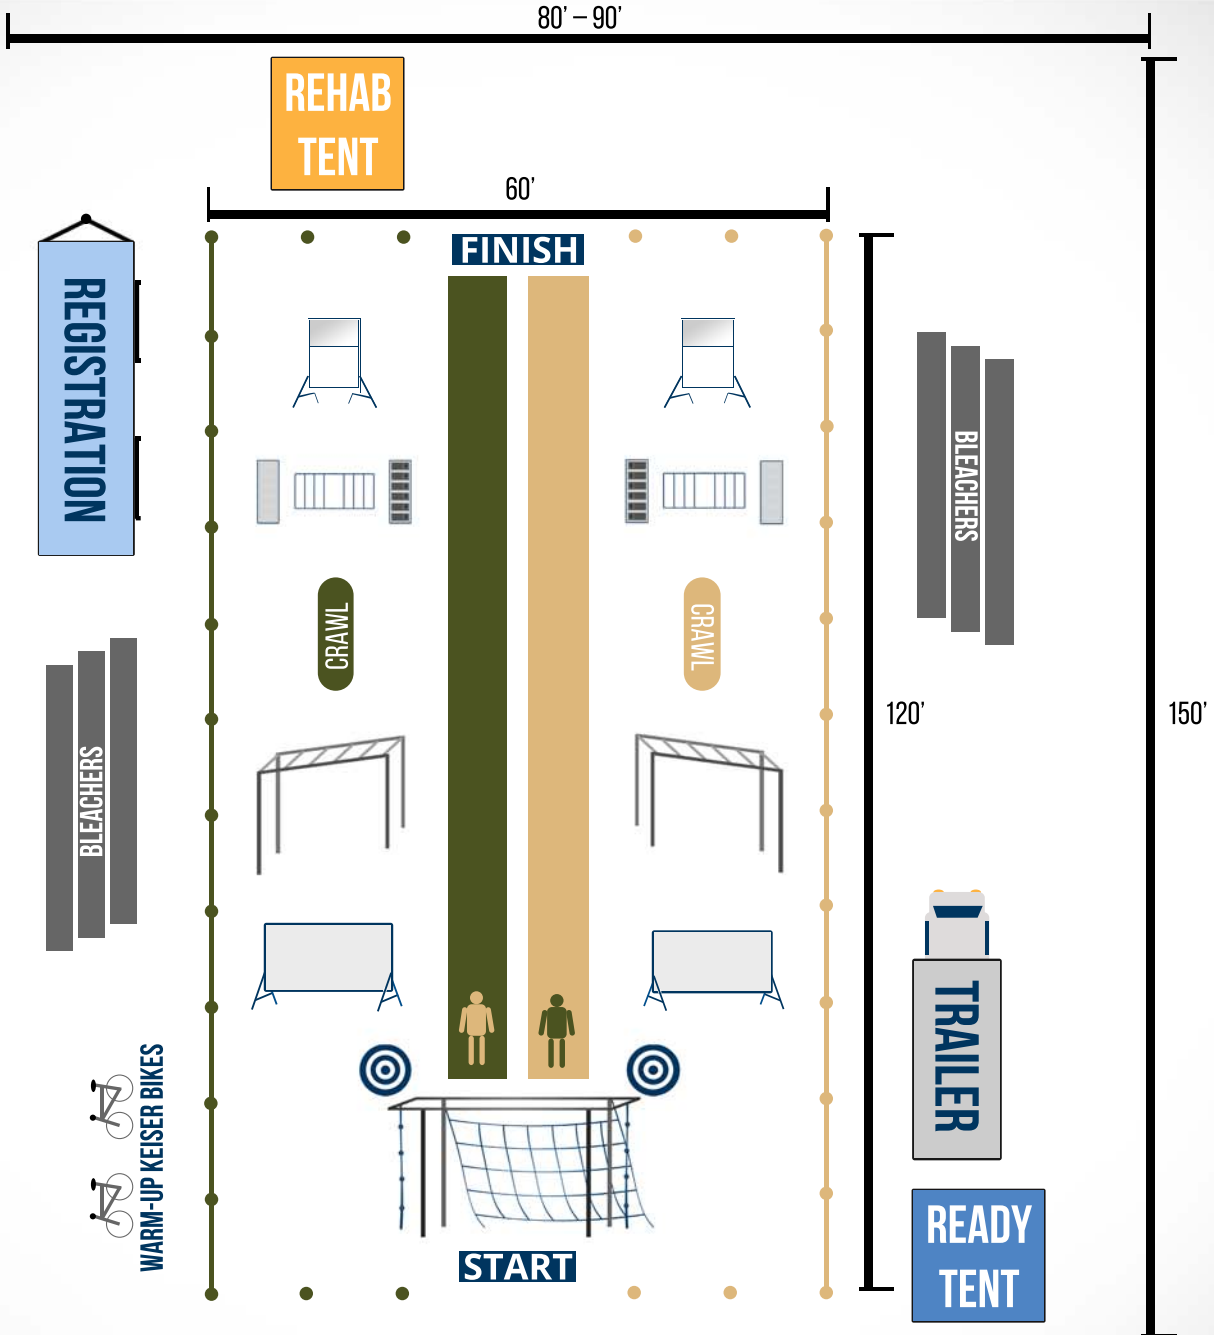 80’ – 90’
REHAB
TENT
60’
FINISH
REGISTRATION
BLEACHERS
CRAWL
CRAWL
120’
150’
BLEACHERS
TRAILER
WARM-UP KEISER BIKES
READY
TENT
START